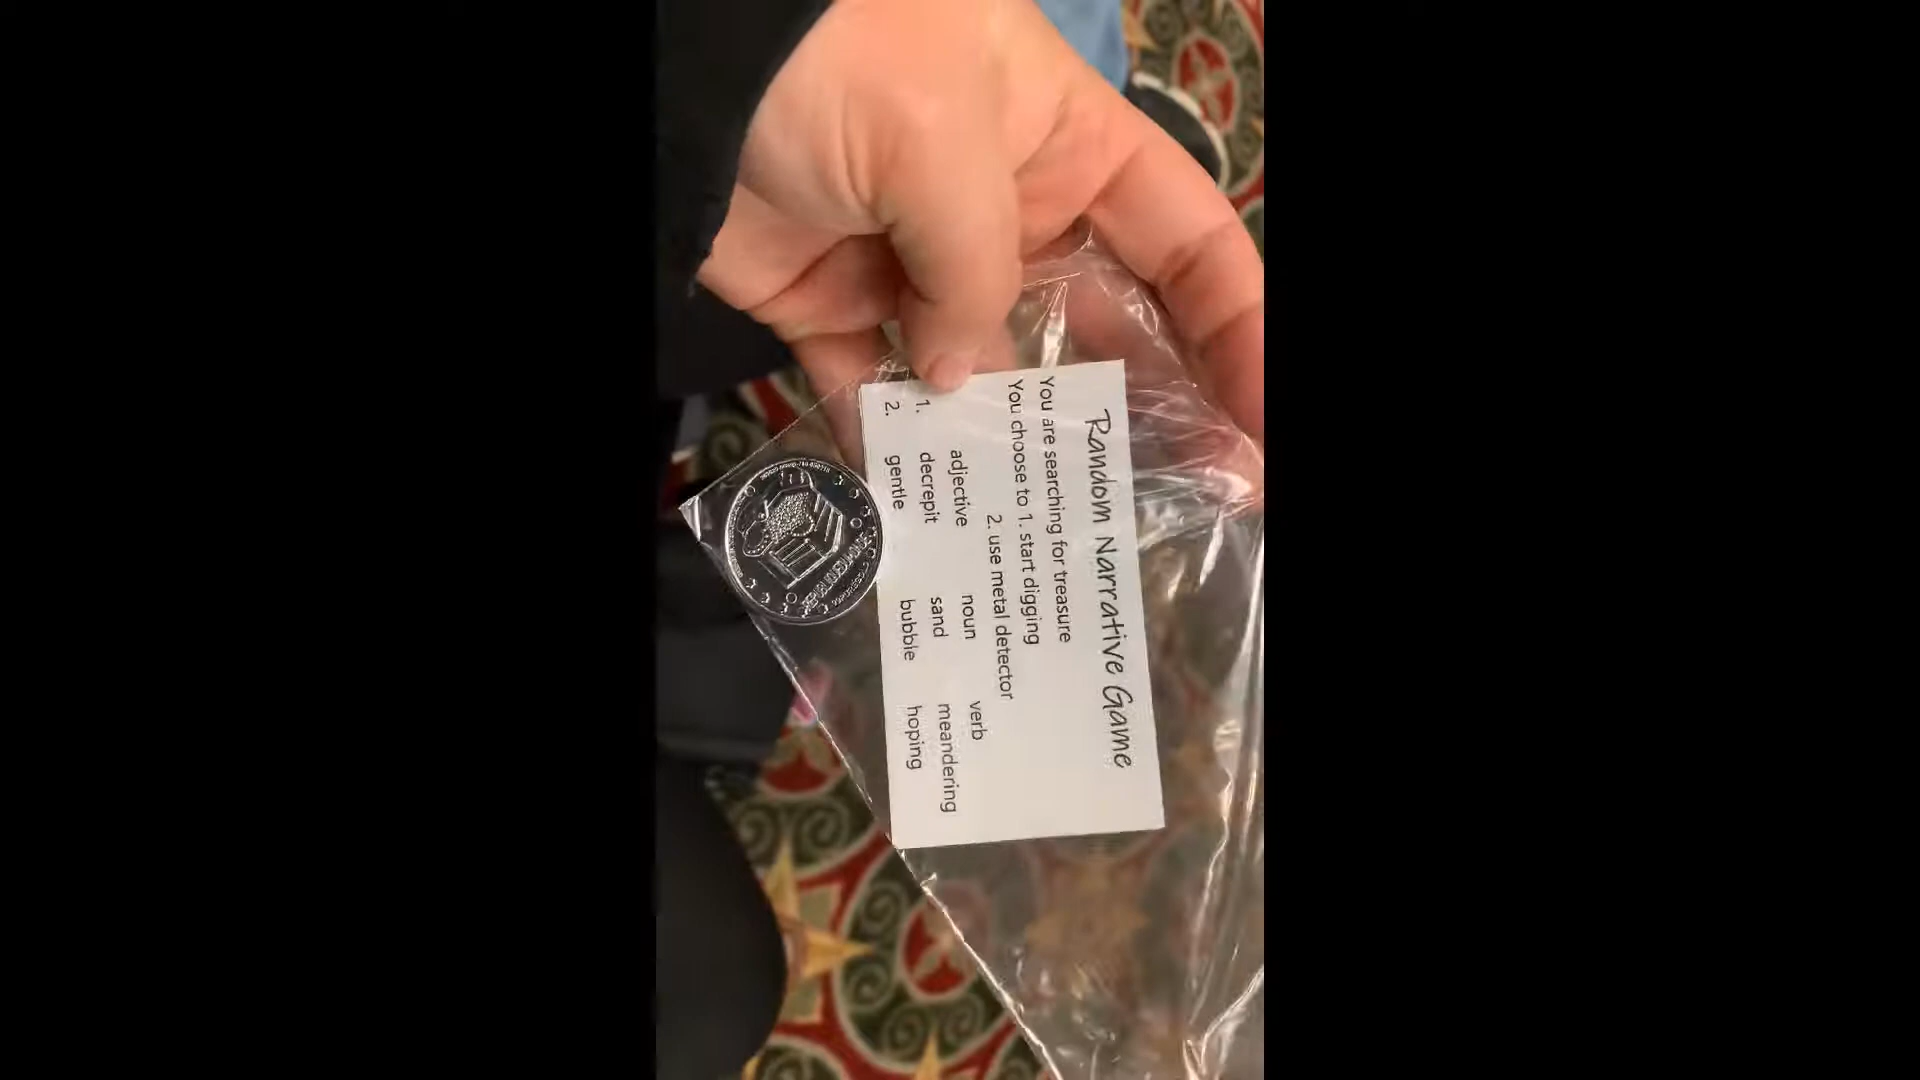 Random Narrative Game
You are searching for treasure
You choose to 1. start digging
2. use metal detector
adjective noun verb
1. decrepit sand meandering
2. gentle bubble hoping